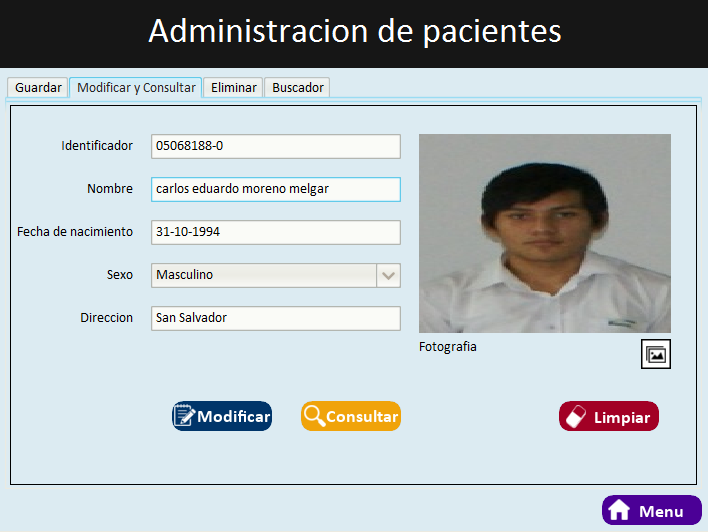 Administracion de pacientes
Guardar Modificar y Consultar Eliminar Buscador
Identificador 05068188-0
Nombre carlos eduardo moreno melgar
Fecha de nacimiento 31-10-1994
Sexo Masculino
Direccion San Salvador
Fotografia
Modificar Consultar Limpiar
Menu